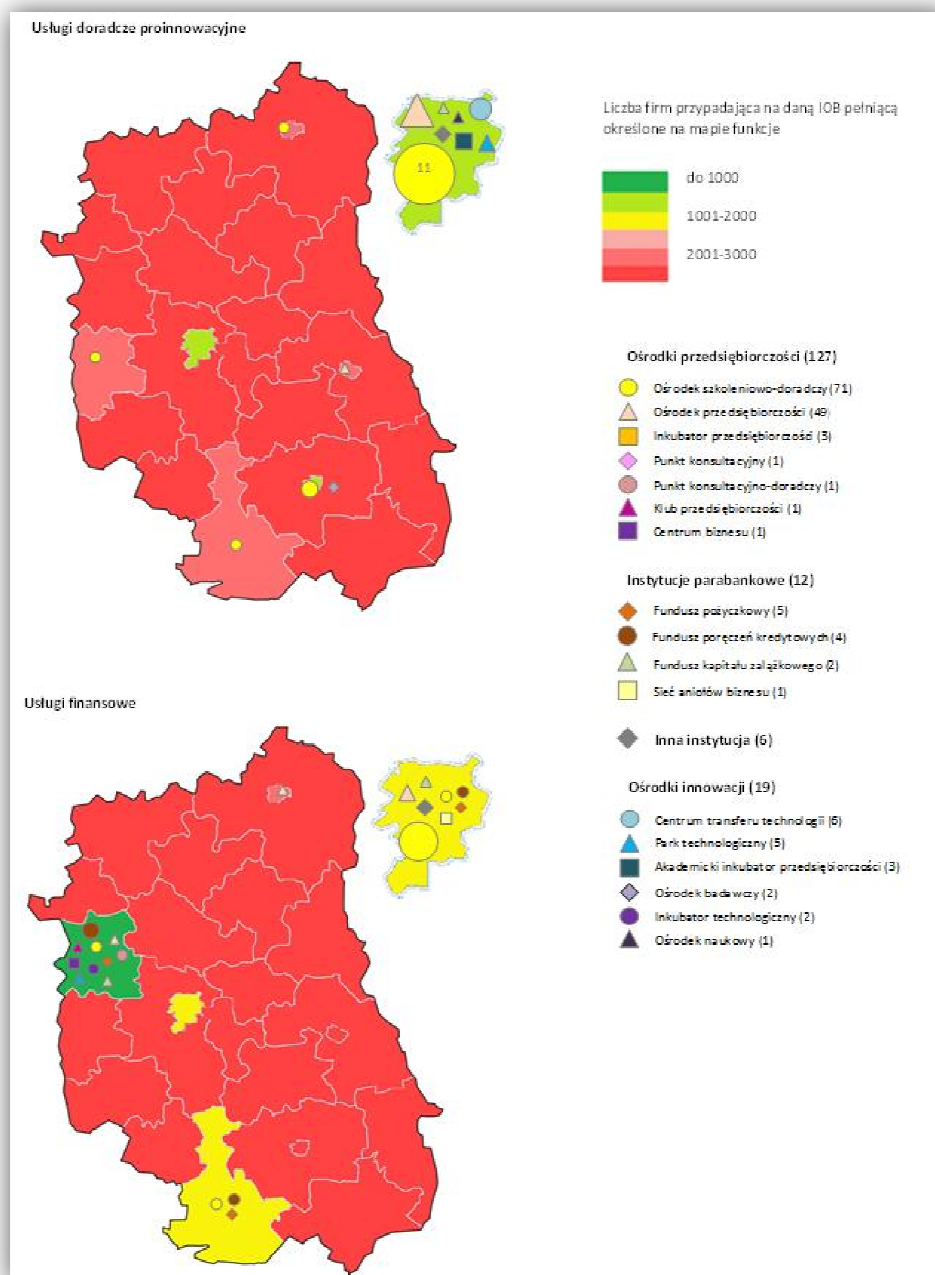 Usługi doradcze proinnowacyjne
11
Liczba firm przypadająca na daną IOB pełniącą
określone na mapie funkcje
do 1000
1001-2000
2001-3000
Ośrodki przedsiębiorczości (127)
Ośrodek szkoleniowo-doradczy (71)
Ośrodek przedsiębiorczości (49)
Inkubator przedsiębiorczości (3)
Punkt konsultacyjny (1)
Punkt konsultacyjno-doradczy (1)
Klub przedsiębiorczości (1)
Centrum biznesu (1)
Instytucje parabankowe (12)
Fundusz pożyczkowy (5)
Fundusz poręczeń kredytowych (4)
Fundusz kapitału zalążkowego (2)
Sieć aniołów biznesu (1)
Usługi finansowe
Inna instytucja (6)
Ośrodki innowacji (19)
Centrum transferu technologii (6)
Park technologiczny (5)
Akademicki inkubator przedsiębiorczości (3)
Ośrodek badawczy (2)
Inkubator technologiczny (2)
Ośrodek naukowy (1)